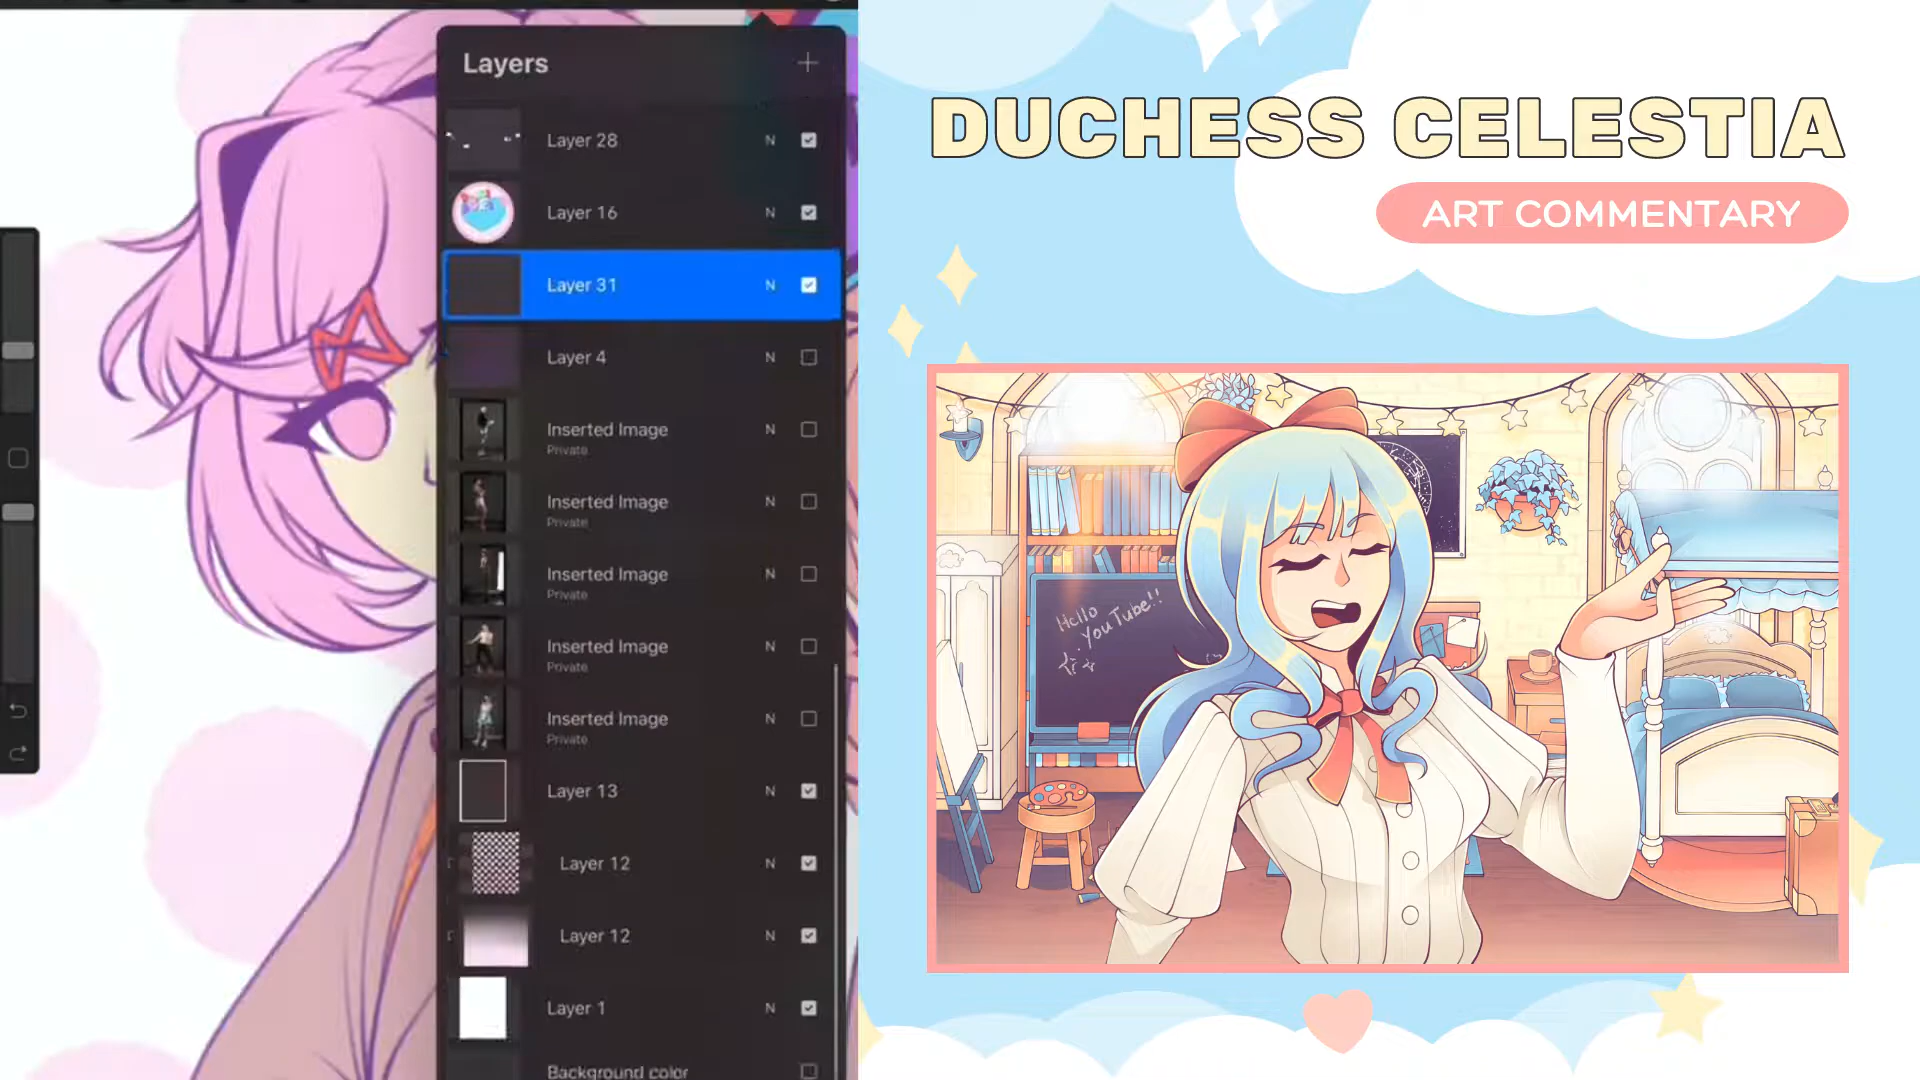 Layers
Layer 28 N
Layer 16 N
Layer 31 N
Layer 4 N
Inserted Image N
Private
Inserted Image N
Private
Inserted Image N
Private
Inserted Image N
Private
Inserted Image N
Private
Layer 13 N
Layer 12 N
Layer 12 N
Layer 1 N
Background color
DUCHESS CELESTIA
ART COMMENTARY
Hello
YouTube!!